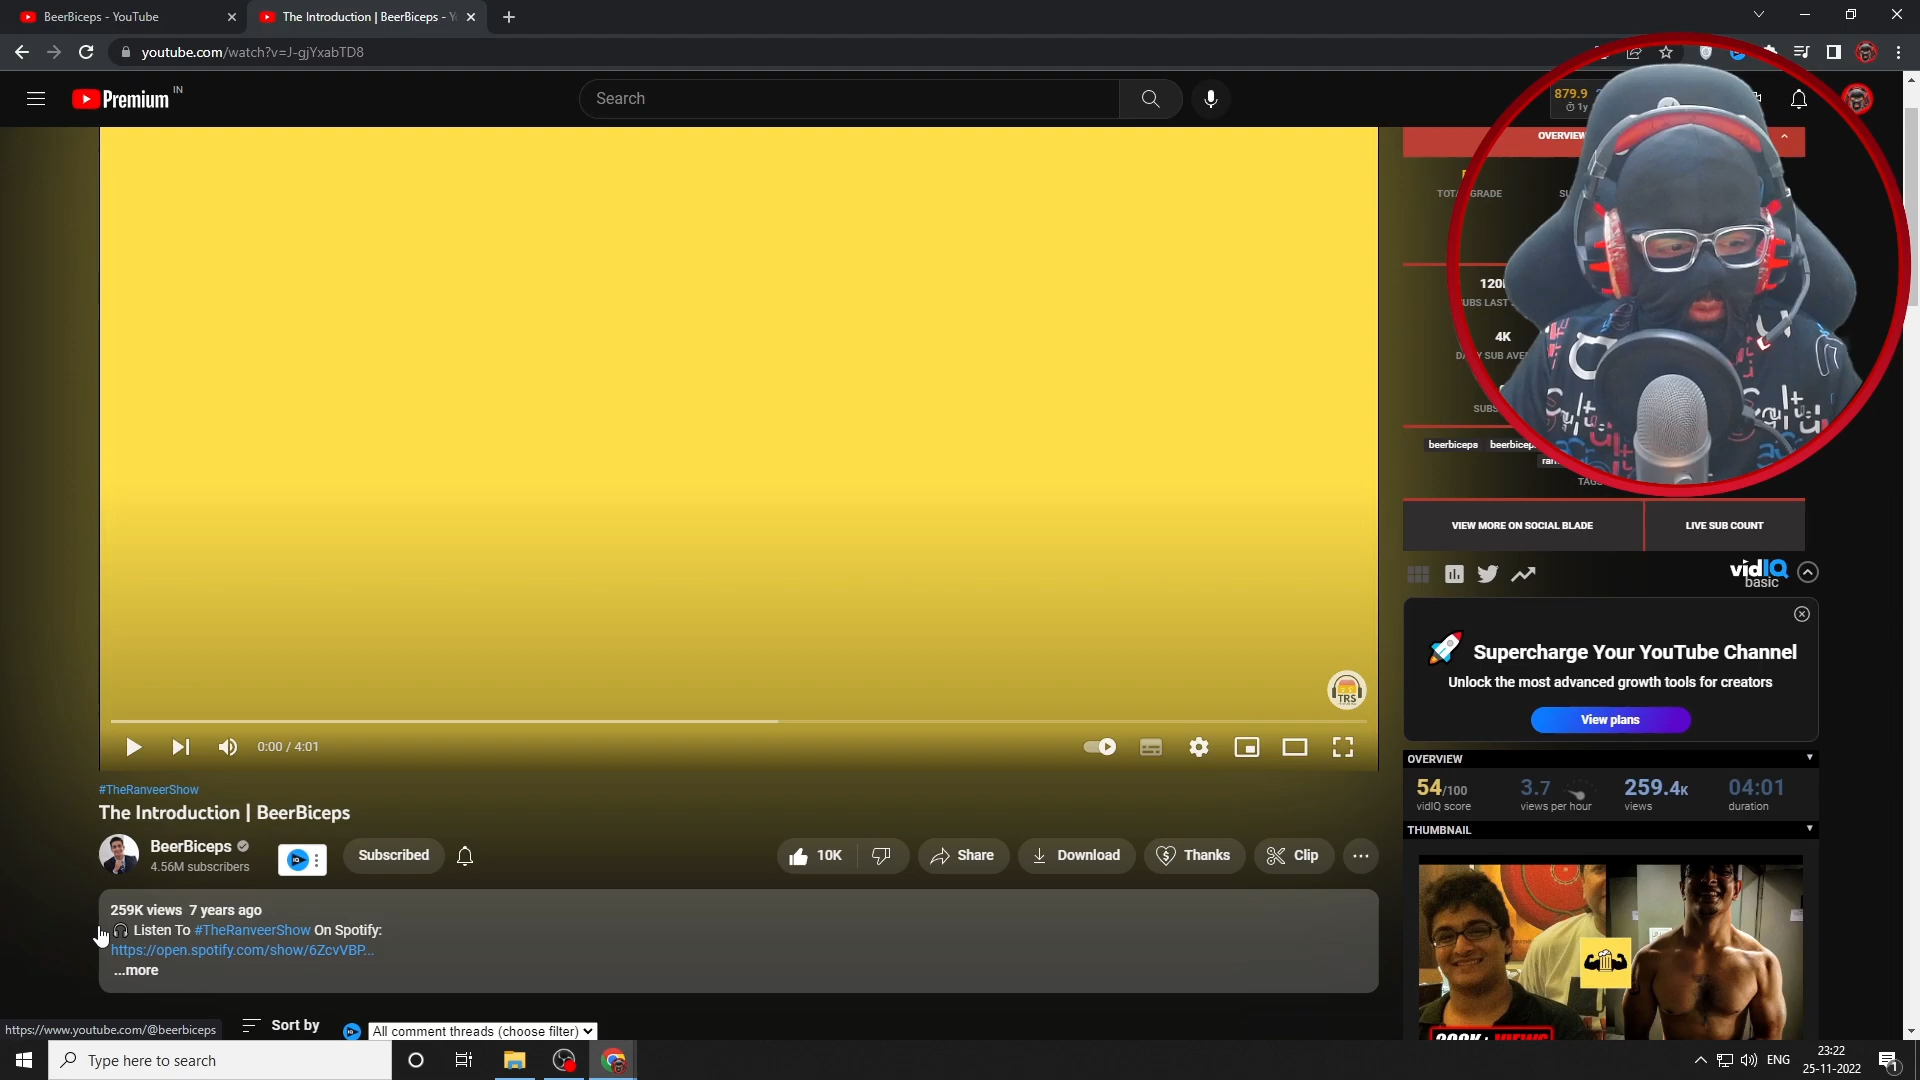 BeerBiceps - YouTube
The Introduction | BeerBiceps - Y
youtube.com/watch?v=J-gjYxabTD8
Premium IN
Search
879.9
1y
OVERVIEW
TOTAL GRADE
120
SUBS LAST
4K
DAILY SUB AVE
SUBS
beerbiceps
TAGS
VIEW MORE ON SOCIAL BLADE
LIVE SUB COUNT
vidIQ
basic
Supercharge Your YouTube Channel
Unlock the most advanced growth tools for creators
View plans
TRS
0:00 / 4:01
#TheRanveerShow
The Introduction | BeerBiceps
BeerBiceps
4.56M subscribers
Subscribed
10K
Share
Download
Thanks
Clip
259K views 7 years ago
Listen To #TheRanveerShow On Spotify:
https://open.spotify.com/show/6ZcvVBP...
...more
OVERVIEW
54/100 3.7 259.4K 04:01
vidIQ score views per hour views duration
THUMBNAIL
https://www.youtube.com/@beerbiceps
Sort by
All comment threads (choose filter)
Type here to search
ENG
23:22
25-11-2022
1